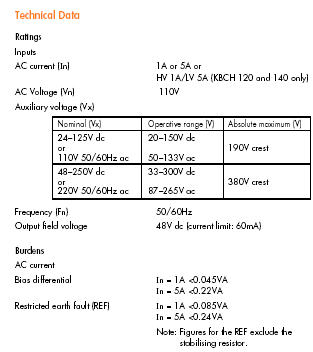 Technical Data
Ratings
Inputs
AC current (In) 1A or 5A or
HV 1A/LV 5A (KBCH 120 and 140 only)
AC Voltage (Vn) 110V
Auxiliary voltage (Vx)
Nominal (Vx) Operative range (V) Absolute maximum (V)
24–125V dc 20–150V dc
or 190V crest
110V 50/60Hz ac 50–133V ac
48–250V dc 33–300V dc
or 380V crest
220V 50/60Hz ac 87–265V ac
Frequency (Fn) 50/60Hz
Output field voltage 48V dc (current limit: 60mA)
Burdens
AC current
Bias differential In = 1A <0.045VA
In = 5A <0.22VA
Restricted earth fault (REF) In = 1A <0.085VA
In = 5A <0.24VA
Note: Figures for the REF exclude the
stabilising resistor.